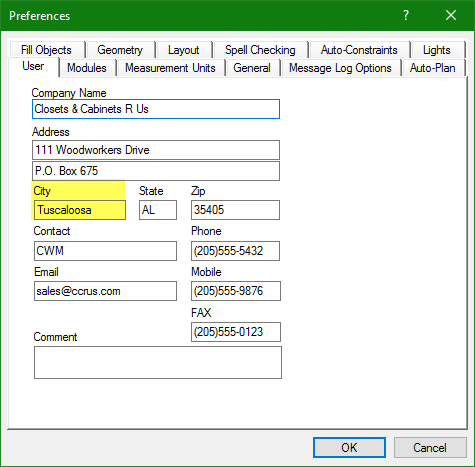 Preferences
?
Fill Objects Geometry Layout Spell Checking Auto-Constraints Lights
User Modules Measurement Units General Message Log Options Auto-Plan
Company Name
Closets & Cabinets R Us
Address
111 Woodworkers Drive
P.O. Box 675
City State Zip
Tuscaloosa AL 35405
Contact Phone
CWM (205)555-5432
Email Mobile
sales@ccrus.com (205)555-9876
FAX
(205)555-0123
Comment
OK Cancel